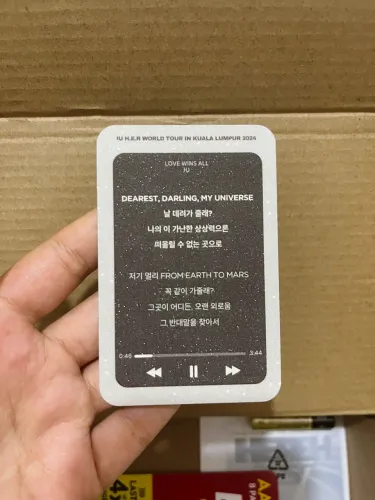 IU H.E.R WORLD TOUR IN KUALA LUMPUR 2024
LOVE WINS ALL
IU
DEAREST, DARLING, MY UNIVERSE
날 데려가 줄래?
나의 이 가난한 상상력으론
떠올릴 수 없는 곳으로
저기 멀리 FROM EARTH TO MARS
꼭 같이 가줄래?
그곳이 어디든, 오랜 외로움
그 반대말을 찾아서
0:46
3:44
LAST
4X
AA